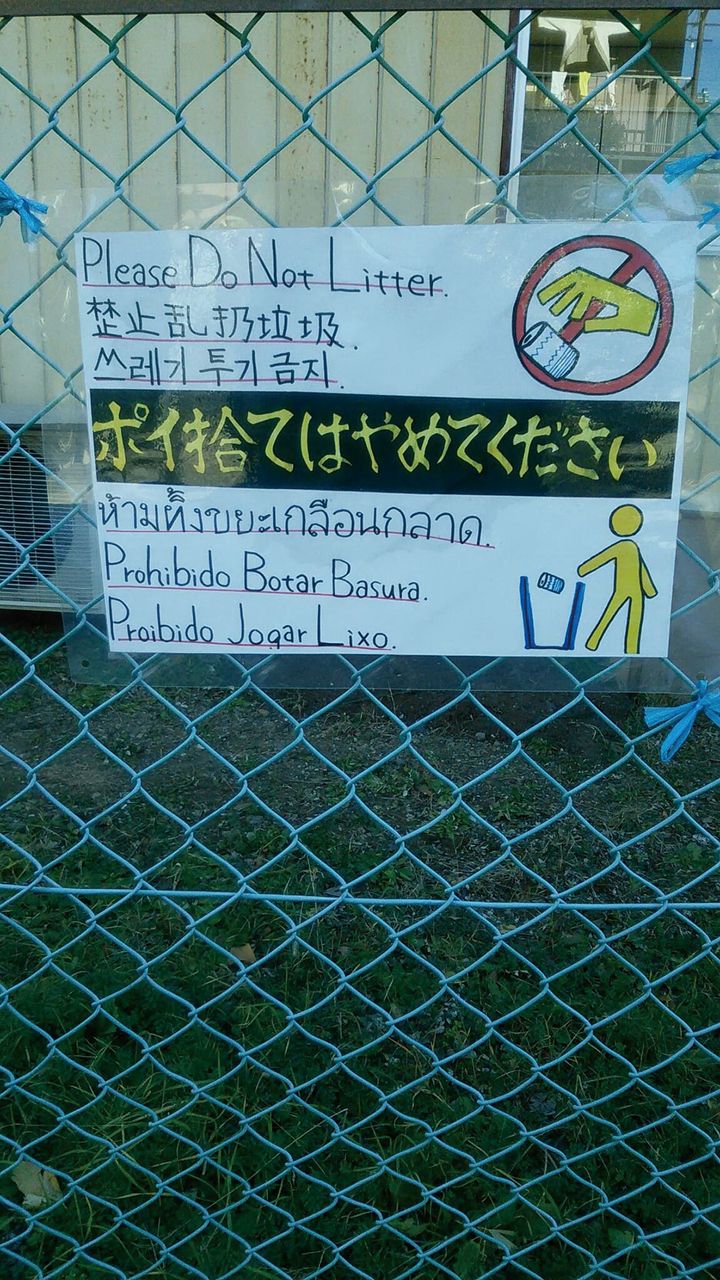 Please Do Not Litter.
禁止乱扔垃圾.
쓰레기 투기 금지.
ポイ捨てはやめてください
ห้ามทิ้งขยะเกลือนกลาด.
Prohibido Botar Basura.
Proibido Jogar Lixo.